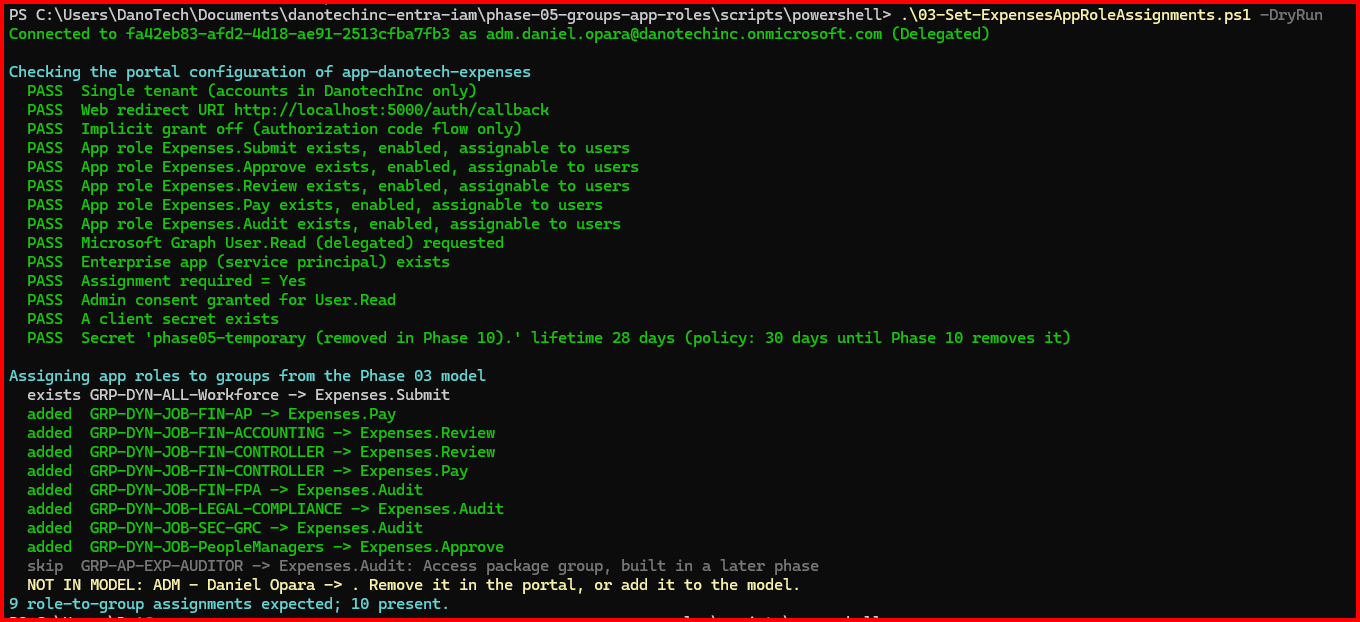 PS C:\Users\DanoTech\Documents\danotechinc-entra-iam\phase-05-groups-app-roles\scripts\powershell> .\03-Set-ExpensesAppRoleAssignments.ps1 -DryRun
Connected to fa42eb83-afd2-4d18-ae91-2513cfba7fb3 as adm.daniel.opara@danotechinc.onmicrosoft.com (Delegated)
Checking the portal configuration of app-danotech-expenses
PASS  Single tenant (accounts in DanotechInc only)
PASS  Web redirect URI http://localhost:5000/auth/callback
PASS  Implicit grant off (authorization code flow only)
PASS  App role Expenses.Submit exists, enabled, assignable to users
PASS  App role Expenses.Approve exists, enabled, assignable to users
PASS  App role Expenses.Review exists, enabled, assignable to users
PASS  App role Expenses.Pay exists, enabled, assignable to users
PASS  App role Expenses.Audit exists, enabled, assignable to users
PASS  Microsoft Graph User.Read (delegated) requested
PASS  Enterprise app (service principal) exists
PASS  Assignment required = Yes
PASS  Admin consent granted for User.Read
PASS  A client secret exists
PASS  Secret 'phase05-temporary (removed in Phase 10).' lifetime 28 days (policy: 30 days until Phase 10 removes it)
Assigning app roles to groups from the Phase 03 model
exists GRP-DYN-ALL-Workforce -> Expenses.Submit
added  GRP-DYN-JOB-FIN-AP -> Expenses.Pay
added  GRP-DYN-JOB-FIN-ACCOUNTING -> Expenses.Review
added  GRP-DYN-JOB-FIN-CONTROLLER -> Expenses.Review
added  GRP-DYN-JOB-FIN-CONTROLLER -> Expenses.Pay
added  GRP-DYN-JOB-FIN-FPA -> Expenses.Audit
added  GRP-DYN-JOB-LEGAL-COMPLIANCE -> Expenses.Audit
added  GRP-DYN-JOB-SEC-GRC -> Expenses.Audit
added  GRP-DYN-JOB-PeopleManagers -> Expenses.Approve
skip  GRP-AP-EXP-AUDITOR -> Expenses.Audit: Access package group, built in a later phase
NOT IN MODEL: ADM - Daniel Opara -> . Remove it in the portal, or add it to the model.
9 role-to-group assignments expected; 10 present.